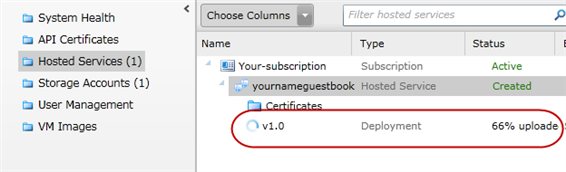 System Health
API Certificates
Hosted Services (1)
Storage Accounts (1)
User Management
VM Images
Choose Columns
Filter hosted services
Name Type Status
Your-subscription Subscription Active
yournameguestbook Hosted Service Created
Certificates
v1.0 Deployment 66% uploade